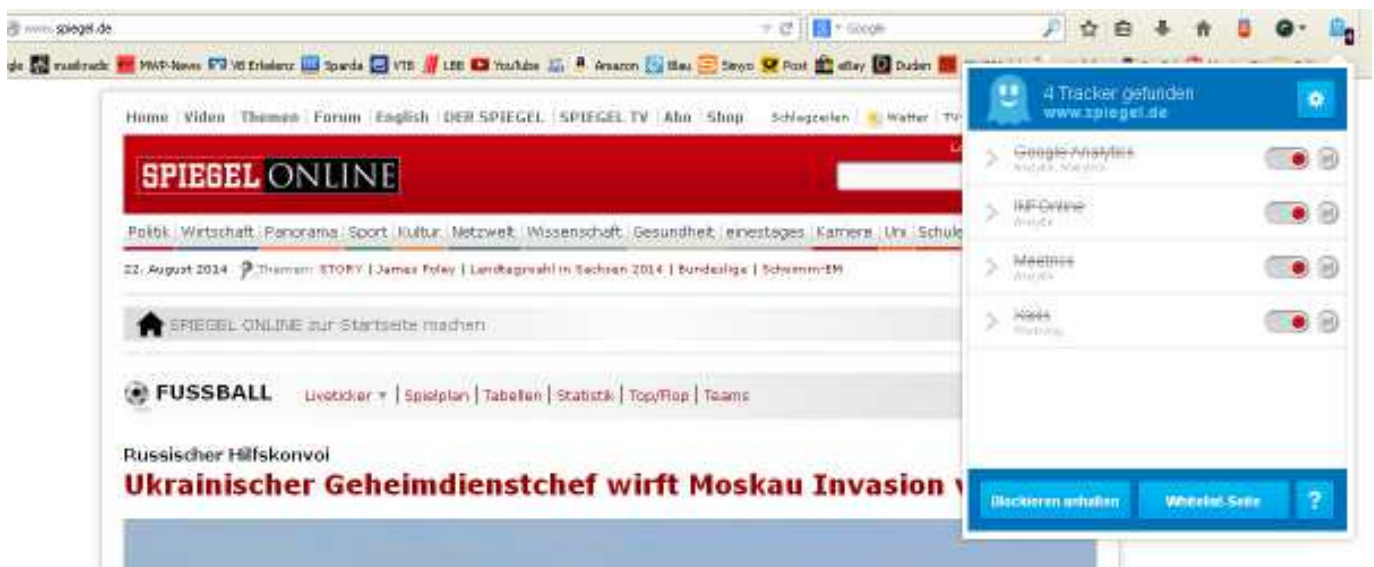 www.spiegel.de
Google
MWP-News VB Erkelenz Sparda VTB LBB YouTube Amazon Blau Simyo Post eBay Duden
4 Tracker gefunden
www.spiegel.de
Home Video Themen Forum English DER SPIEGEL SPIEGEL TV Abo Shop Schlagzeilen Wetter TV
SPIEGEL ONLINE
Google Analytics
Politik Wirtschaft Panorama Sport Kultur Netzwelt Wissenschaft Gesundheit einestages Karriere Uni Schule
INFOnline
22. August 2014 Themen: STORY | James Foley | Landtagswahl in Sachsen 2014 | Bundesliga | Schwimm-EM
Meetrics
SPIEGEL ONLINE zur Startseite machen
FUSSBALL Liveticker | Spielplan | Tabellen | Statistik | Top/Flop | Teams
Russischer Hilfskonvoi
Ukrainischer Geheimdienstchef wirft Moskau Invasion v
Blockieren anhalten Whitelist-Seite ?